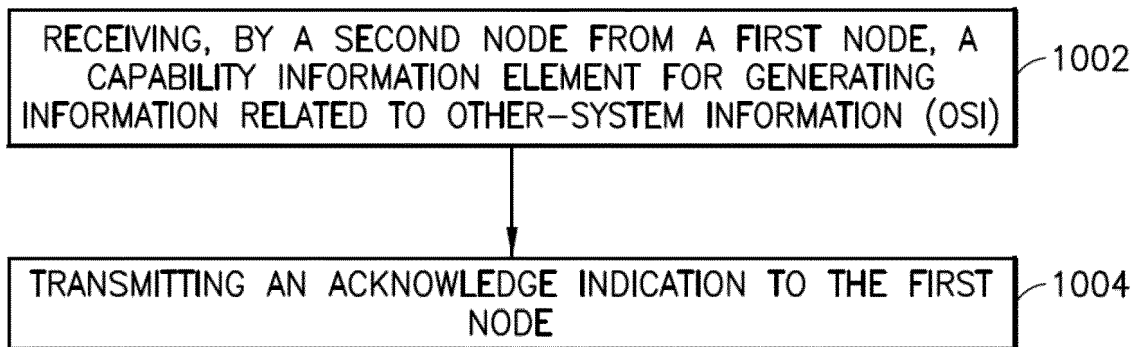 RECEIVING, BY A SECOND NODE FROM A FIRST NODE, A
CAPABILITY INFORMATION ELEMENT FOR GENERATING
INFORMATION RELATED TO OTHER-SYSTEM INFORMATION (OSI)
1002
TRANSMITTING AN ACKNOWLEDGE INDICATION TO THE FIRST
NODE
1004